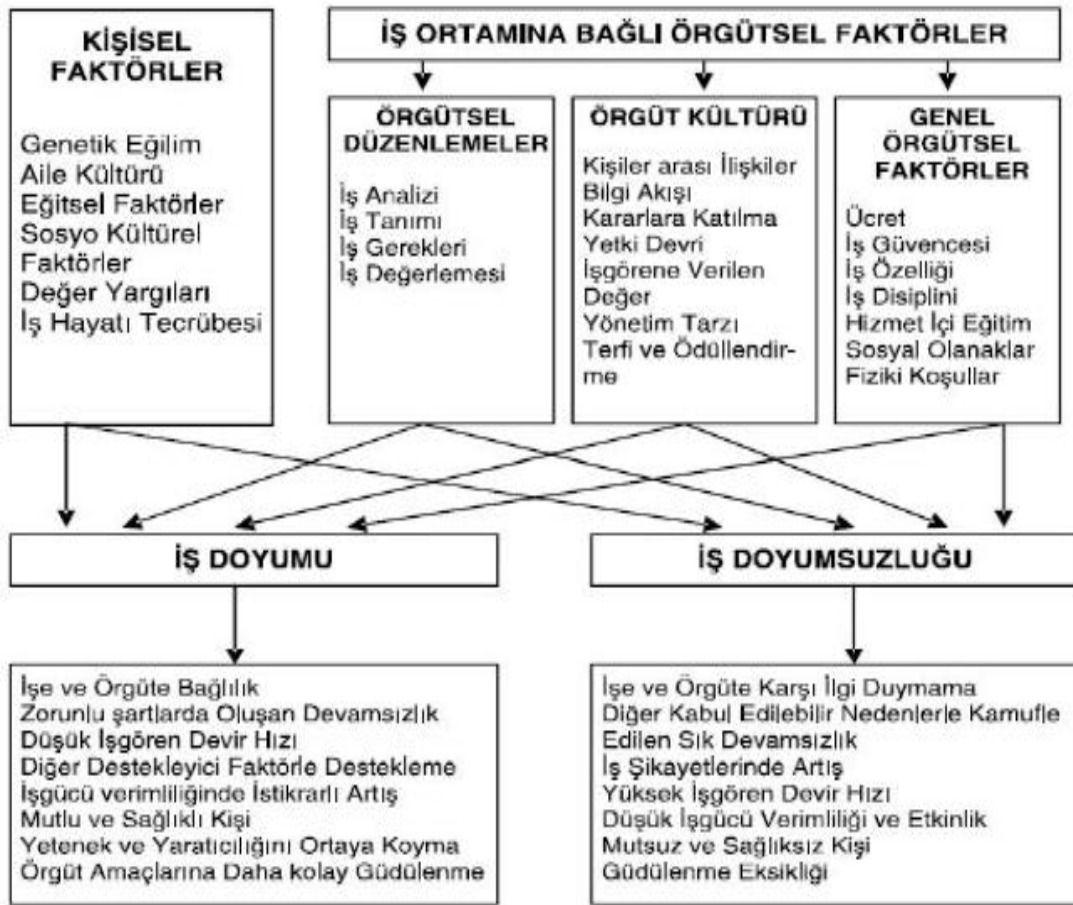 KİŞİSEL
FAKTÖRLER
Genetik Eğilim
Aile Kültürü
Eğitsel Faktörler
Sosyo Kültürel
Faktörler
Değer Yargıları
İş Hayatı Tecrübesi
İŞ ORTAMINA BAĞLI ÖRGÜTSEL FAKTÖRLER
ÖRGÜTSEL
DÜZENLEMELER
İş Analizi
İş Tanımı
İş Gerekleri
İş Değerlemesi
ÖRGÜT KÜLTÜRÜ
Kişiler arası İlişkiler
Bilgi Akışı
Kararlara Katılma
Yetki Devri
İşgörene Verilen
Değer
Yönetim Tarzı
Terfi ve Ödüllendir-
me
GENEL
ÖRGÜTSEL
FAKTÖRLER
Ücret
İş Güvencesi
İş Özelliği
İş Disiplini
Hizmet İçi Eğitim
Sosyal Olanaklar
Fiziki Koşullar
İŞ DOYUMU
İŞ DOYUMSUZLUĞU
İşe ve Örgüte Bağlılık
Zorunlu şartlarda Oluşan Devamsızlık
Düşük İşgören Devir Hızı
Diğer Destekleyici Faktörle Destekleme
İşgücü verimliliğinde İstikrarlı Artış
Mutlu ve Sağlıklı Kişi
Yetenek ve Yaratıcılığını Ortaya Koyma
Örgüt Amaçlarına Daha kolay Güdülenme
İşe ve Örgüte Karşı İlgi Duymama
Diğer Kabul Edilebilir Nedenlerle Kamufle
Edilen Sık Devamsızlık
İş Şikayetlerinde Artış
Yüksek İşgören Devir Hızı
Düşük İşgücü Verimliliği ve Etkinlik
Mutsuz ve Sağlıksız Kişi
Güdülenme Eksikliği